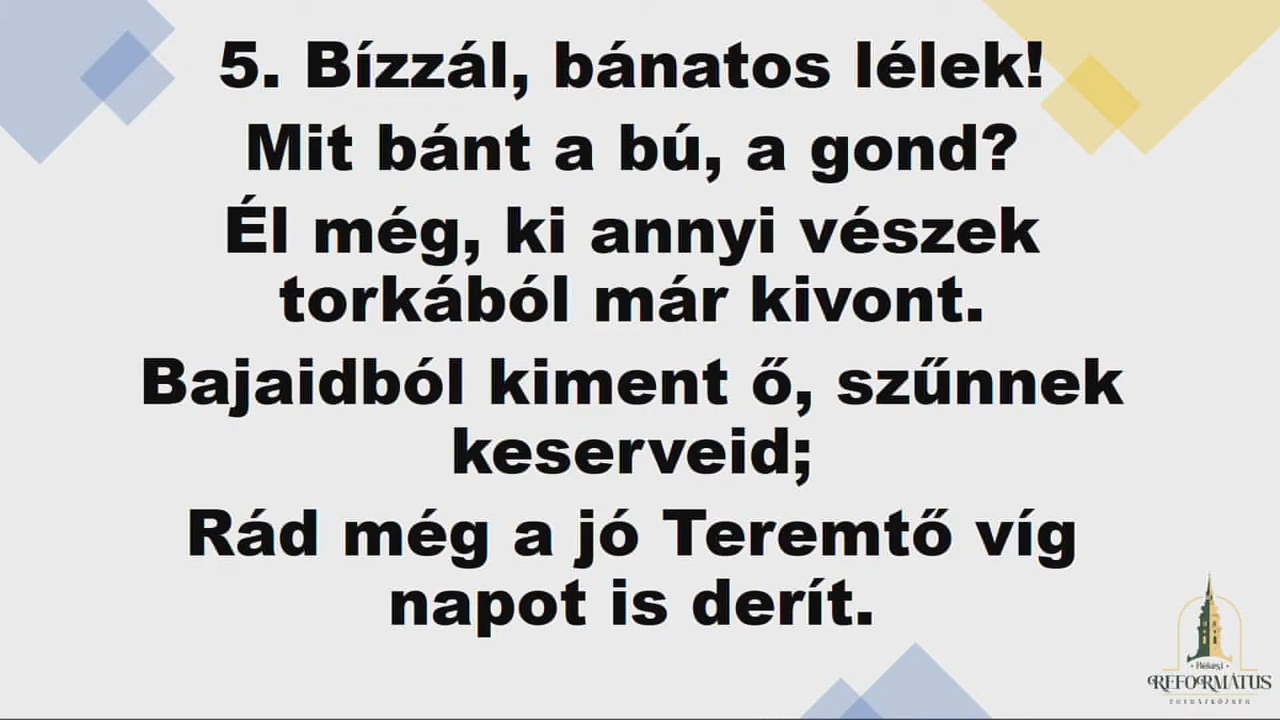 5. Bízzál, bánatos lélek!
Mit bánt a bú, a gond?
Él még, ki annyi vészek
torkából már kivont.
Bajaidból kiment ő, szűnnek
keserveid;
Rád még a jó Teremtő víg
napot is derít.
REFORMÁTUS
EGYHÁZKÖZSÉG